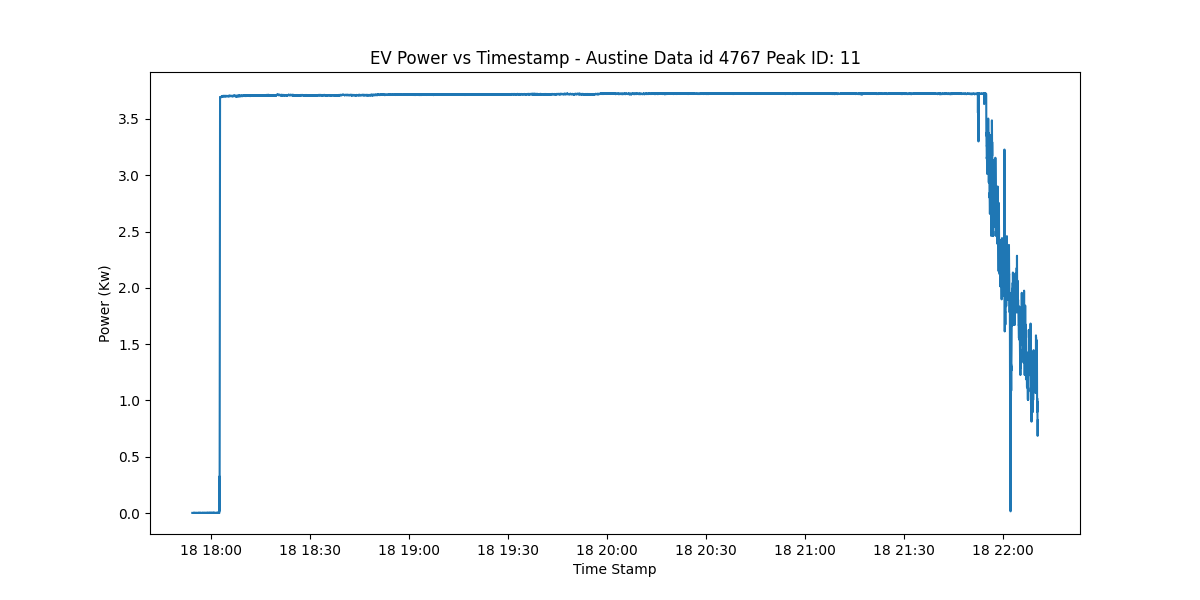 EV Power vs Timestamp - Austine Data id 4767 Peak ID: 11
Power (Kw)
3.5
3.0
2.5
2.0
1.5
1.0
0.5
0.0
18 18:00 18 18:30 18 19:00 18 19:30 18 20:00 18 20:30 18 21:00 18 21:30 18 22:00
Time Stamp